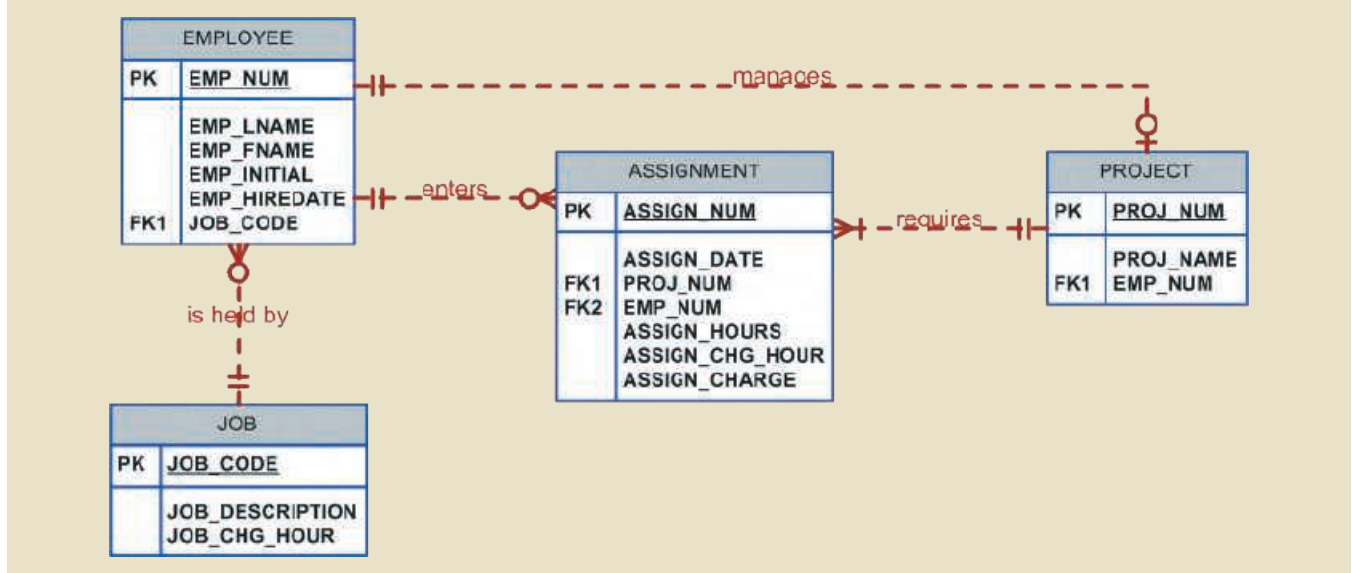 EMPLOYEE
PK EMP_NUM
EMP_LNAME
EMP_FNAME
EMP_INITIAL
EMP_HIREDATE
FK1 JOB_CODE
manages
enters
is held by
ASSIGNMENT
PK ASSIGN_NUM
ASSIGN_DATE
FK1 PROJ_NUM
FK2 EMP_NUM
ASSIGN_HOURS
ASSIGN_CHG_HOUR
ASSIGN_CHARGE
requires
PROJECT
PK PROJ_NUM
PROJ_NAME
FK1 EMP_NUM
JOB
PK JOB_CODE
JOB_DESCRIPTION
JOB_CHG_HOUR